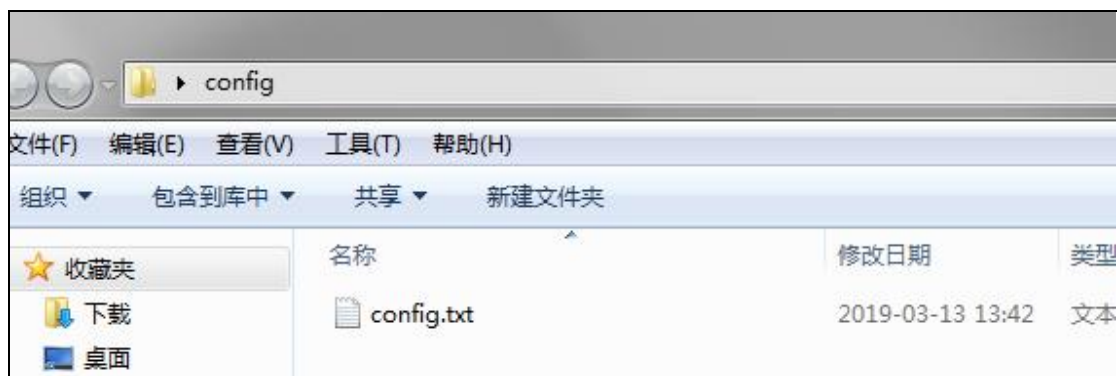 config
文件(F) 编辑(E) 查看(V) 工具(T) 帮助(H)
组织 包含到库中 共享 新建文件夹
收藏夹 名称 修改日期 类型
下载 config.txt 2019-03-13 13:42 文本
桌面